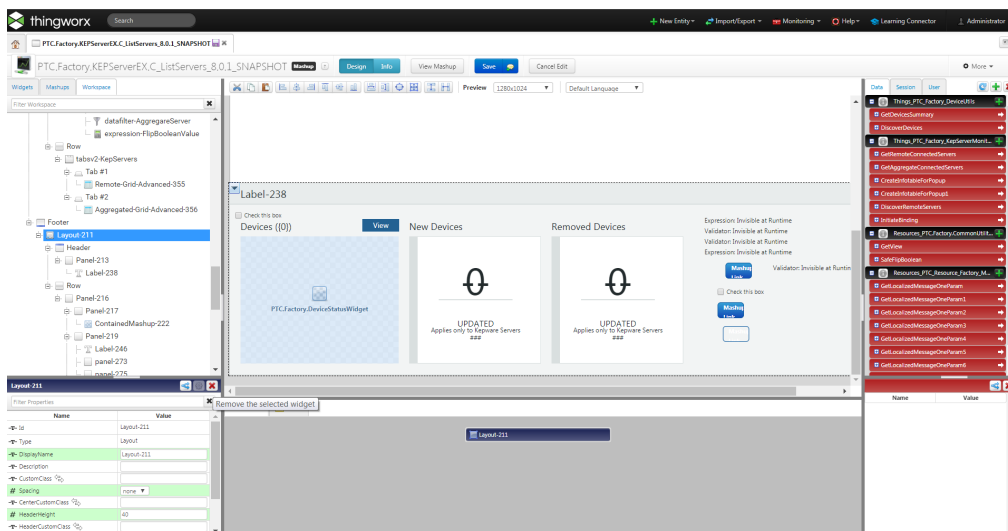 thingworx
Search
New Entity
Import/Export
Monitoring
Help
Learning Connector
Administrator
PTC.Factory.KEPServerEX.C_ListServers_8.0.1_SNAPSHOT
PTC.Factory.KEPServerEX.C_ListServers_8.0.1_SNAPSHOT
Mashup
Design
Info
View Mashup
Save
Cancel Edit
More
Widgets
Mashups
Workspace
Preview
1280x1024
Default Language
Data
Session
User
Filter Workspace
datafilter-AggregareServer
expression-FlipBooleanValue
Row
tabsv2-KepServers
Tab #1
Remote-Grid-Advanced-355
Tab #2
Aggregated-Grid-Advanced-356
Footer
Layout-211
Header
Panel-213
Label-238
Row
Panel-216
Panel-217
ContainedMashup-222
Panel-219
Label-246
panel-273
panel-275
Label-238
Check this box
Devices ({0})
View
New Devices
Removed Devices
PTC.Factory.DeviceStatusWidget
0
UPDATED
Applies only to Kepware Servers
###
0
UPDATED
Applies only to Kepware Servers
###
Expression: Invisible at Runtime
Validator: Invisible at Runtime
Validator: Invisible at Runtime
Expression: Invisible at Runtime
Mashup
Link
Validator: Invisible at Runtim
Check this box
Mashup
Link
Things_PTC_Factory_DeviceUtils
GetDevicesSummary
DiscoverDevices
Things_PTC_Factory_KepServerMonit...
GetRemoteConnectedServers
GetAggregateConnectedServers
CreateInfotableForPopup
CreateInfotableForPopup1
DiscoverRemoteServers
InitiateBinding
Resources_PTC.Factory.CommonUtilit...
GetView
SafeFlipBoolean
Resources_PTC_Resource_Factory_M...
GetLocalizedMessageOneParam
GetLocalizedMessageOneParam1
GetLocalizedMessageOneParam2
GetLocalizedMessageOneParam3
GetLocalizedMessageOneParam4
GetLocalizedMessageOneParam5
GetLocalizedMessageOneParam6
Layout-211
Filter Properties
Remove the selected widget
Name
Value
Id
Layout-211
Type
Layout
DisplayName
Layout-211
Description
CustomClass
Spacing
none
CenterCustomClass
HeaderHeight
40
HeaderCustomClass
Layout-211
Name
Value